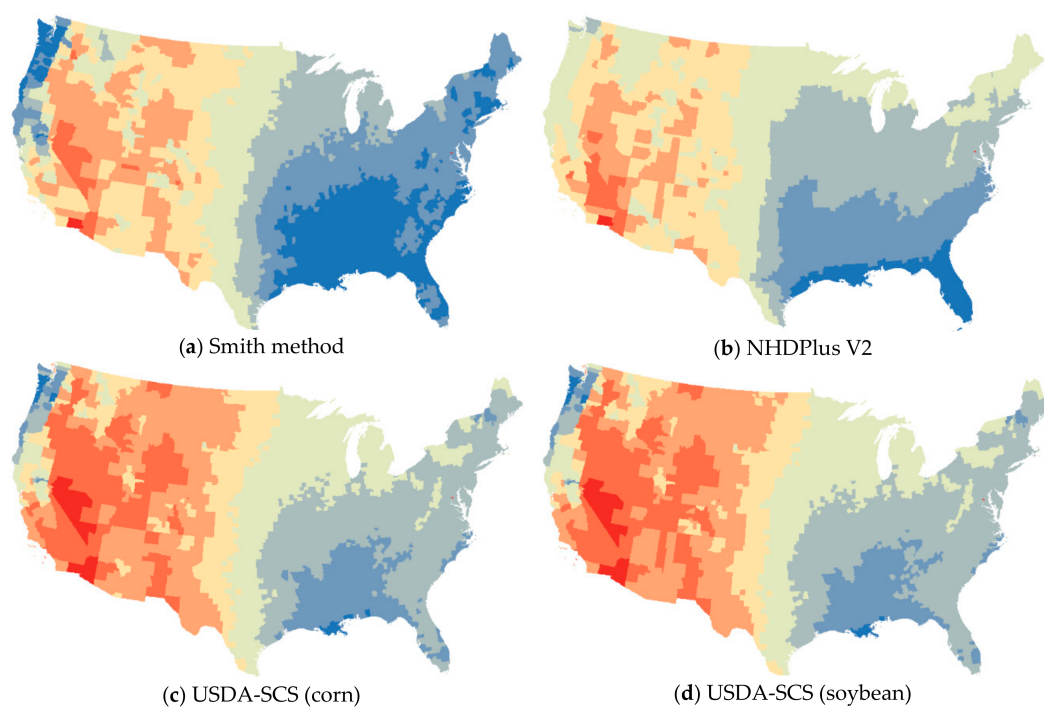 (a) Smith method
(b) NHDPlus V2
(c) USDA-SCS (corn)
(d) USDA-SCS (soybean)